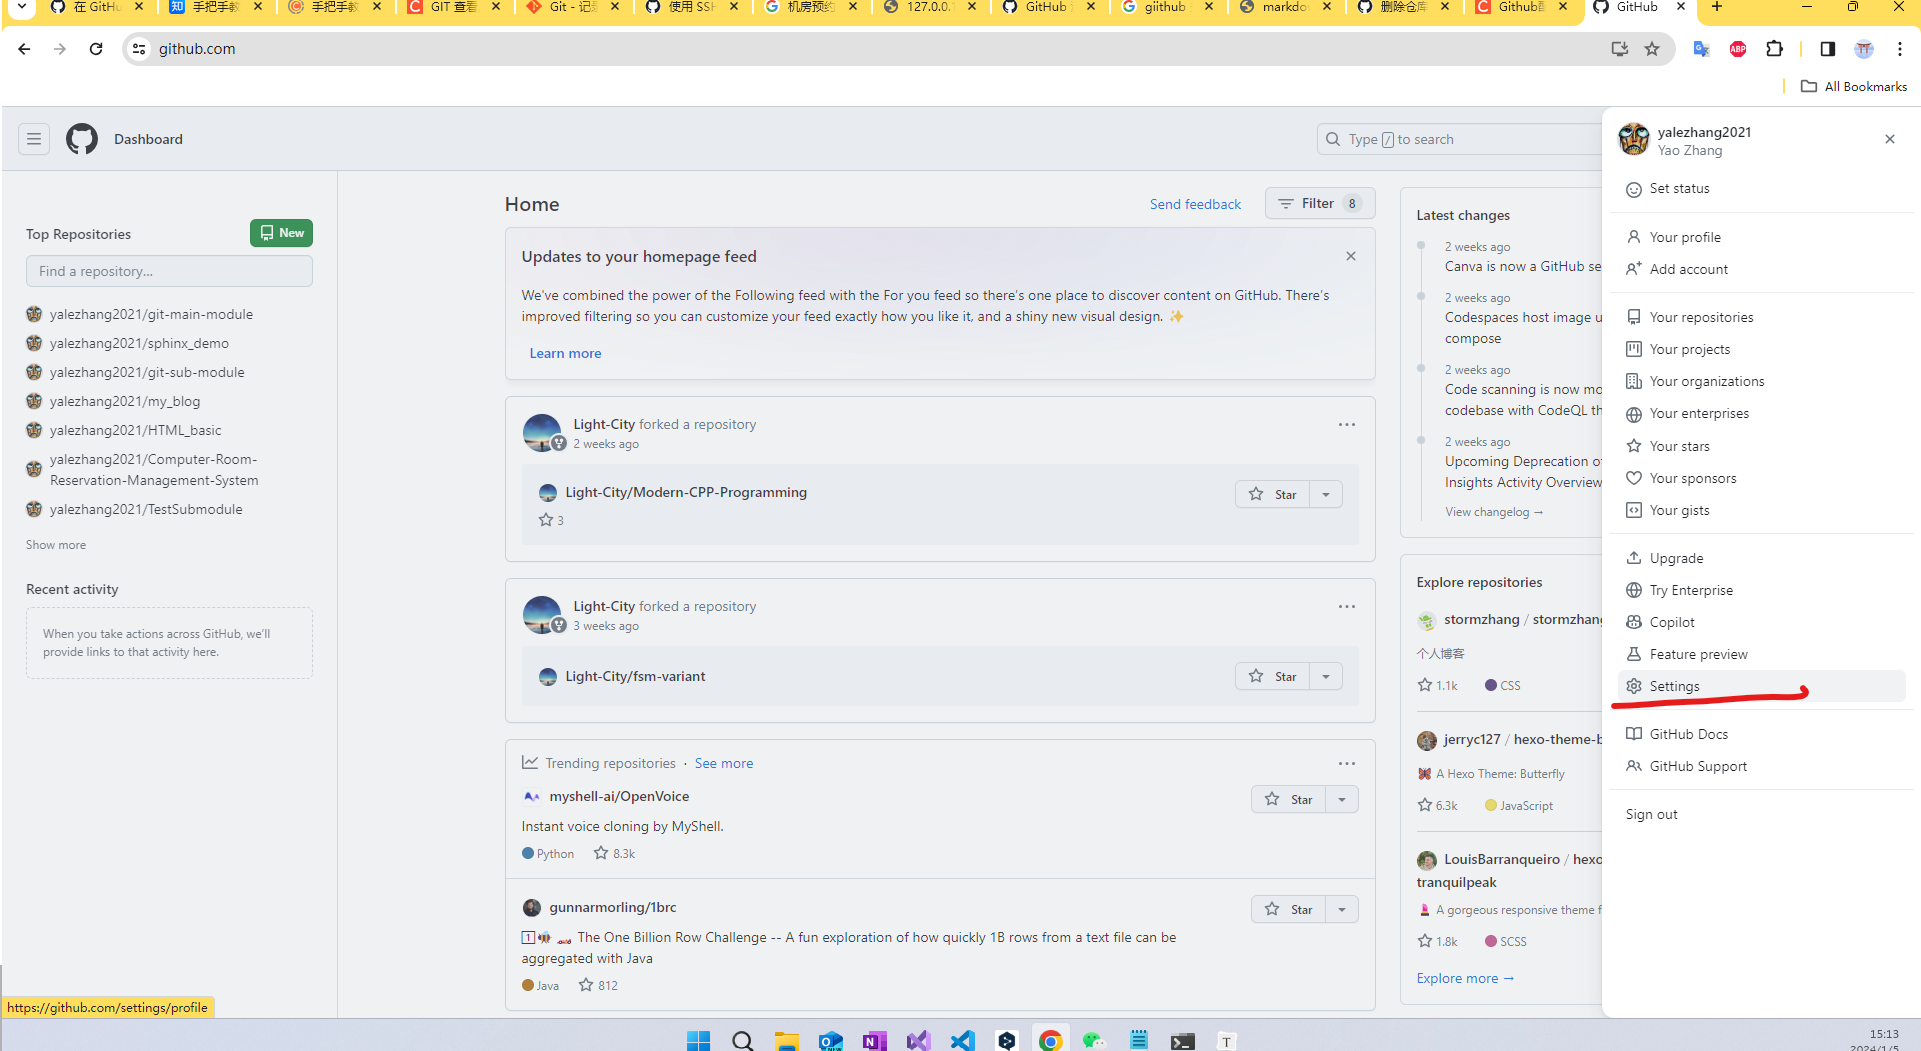 在 GitHu
手把手教
手把手教
GIT 查看
Git - 记录
使用 SSH
机房预约
127.0.0.1
GitHub
giithub
markdow
删除仓库
Github
GitHub
github.com
All Bookmarks
Dashboard
Type / to search
Top Repositories
New
Find a repository...
yalezhang2021/git-main-module
yalezhang2021/sphinx_demo
yalezhang2021/git-sub-module
yalezhang2021/my_blog
yalezhang2021/HTML_basic
yalezhang2021/Computer-Room-
Reservation-Management-System
yalezhang2021/TestSubmodule
Show more
Recent activity
When you take actions across GitHub, we'll
provide links to that activity here.
Home
Send feedback
Filter 8
Updates to your homepage feed
We've combined the power of the Following feed with the For you feed so there's one place to discover content on GitHub. There's
improved filtering so you can customize your feed exactly how you like it, and a shiny new visual design. ✨
Learn more
Light-City forked a repository
2 weeks ago
Light-City/Modern-CPP-Programming
Star
3
Light-City forked a repository
3 weeks ago
Light-City/fsm-variant
Star
Trending repositories · See more
myshell-ai/OpenVoice
Star
Instant voice cloning by MyShell.
Python 8.3k
gunnarmorling/1brc
Star
1 The One Billion Row Challenge -- A fun exploration of how quickly 1B rows from a text file can be
aggregated with Java
Java 812
Latest changes
2 weeks ago
Canva is now a GitHub se
2 weeks ago
Codespaces host image u
compose
2 weeks ago
Code scanning is now mo
codebase with CodeQL th
2 weeks ago
Upcoming Deprecation of
Insights Activity Overview
View changelog →
Explore repositories
stormzhang / stormzhang
个人博客
1.1k CSS
jerryc127 / hexo-theme-b
A Hexo Theme: Butterfly
6.3k JavaScript
LouisBarranqueiro / hexo
tranquilpeak
A gorgeous responsive theme f
1.8k SCSS
Explore more →
yalezhang2021
Yao Zhang
Set status
Your profile
Add account
Your repositories
Your projects
Your organizations
Your enterprises
Your stars
Your sponsors
Your gists
Upgrade
Try Enterprise
Copilot
Feature preview
Settings
GitHub Docs
GitHub Support
Sign out
https://github.com/settings/profile
15:13
2024/1/5